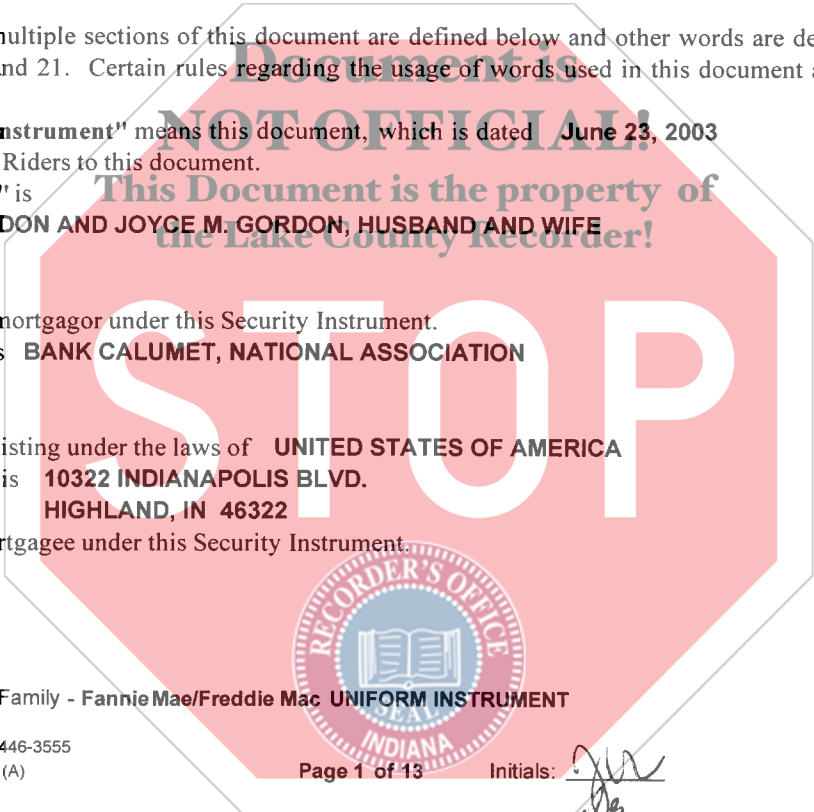 ultiple sections of this document are defined below and other words are de
nd 21. Certain rules regarding the usage of words used in this document a
Document is
NOT OFFICIAL!
This Document is the property of
the Lake County Recorder!
nstrument" means this document, which is dated June 23, 2003
Riders to this document.
" is
DON AND JOYCE M. GORDON, HUSBAND AND WIFE
STOP
mortgagor under this Security Instrument.
s BANK CALUMET, NATIONAL ASSOCIATION
isting under the laws of UNITED STATES OF AMERICA
is 10322 INDIANAPOLIS BLVD.
HIGHLAND, IN 46322
rtgagee under this Security Instrument.
RECORDER'S OFFICE
SEAL
INDIANA
Family - Fannie Mae/Freddie Mac UNIFORM INSTRUMENT
446-3555
(A)
Page 1 of 13 Initials: